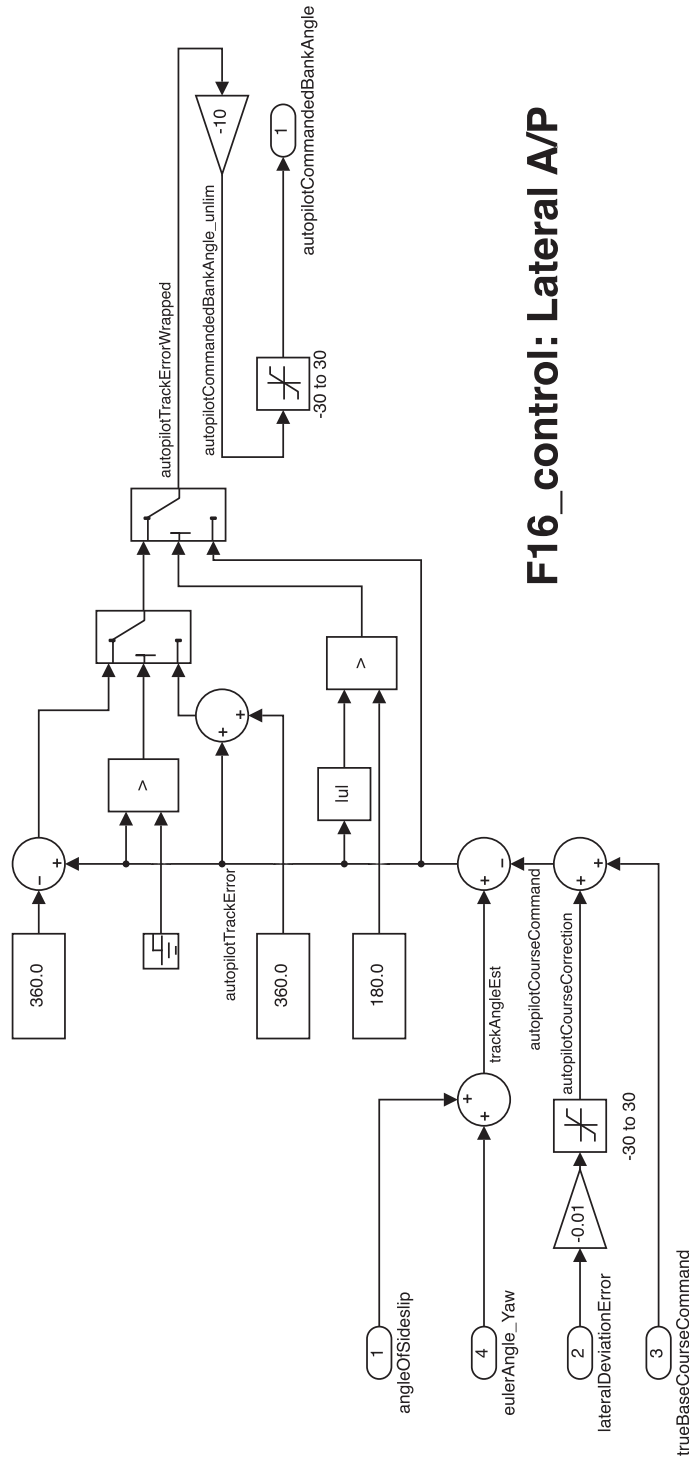 360.0
−
+
>
autopilotTrackErrorWrapped
autopilotCommandedBankAngle_unlim
-10
+
+
autopilotTrackError
360.0
1
autopilotCommandedBankAngle
-30 to 30
|u|
>
180.0
1
angleOfSideslip
+
+
trackAngleEst
+
−
4
eulerAngle_Yaw
autopilotCourseCommand
F16_control: Lateral A/P
autopilotCourseCorrection
2
-0.01
+
+
lateralDeviationError
-30 to 30
3
trueBaseCourseCommand